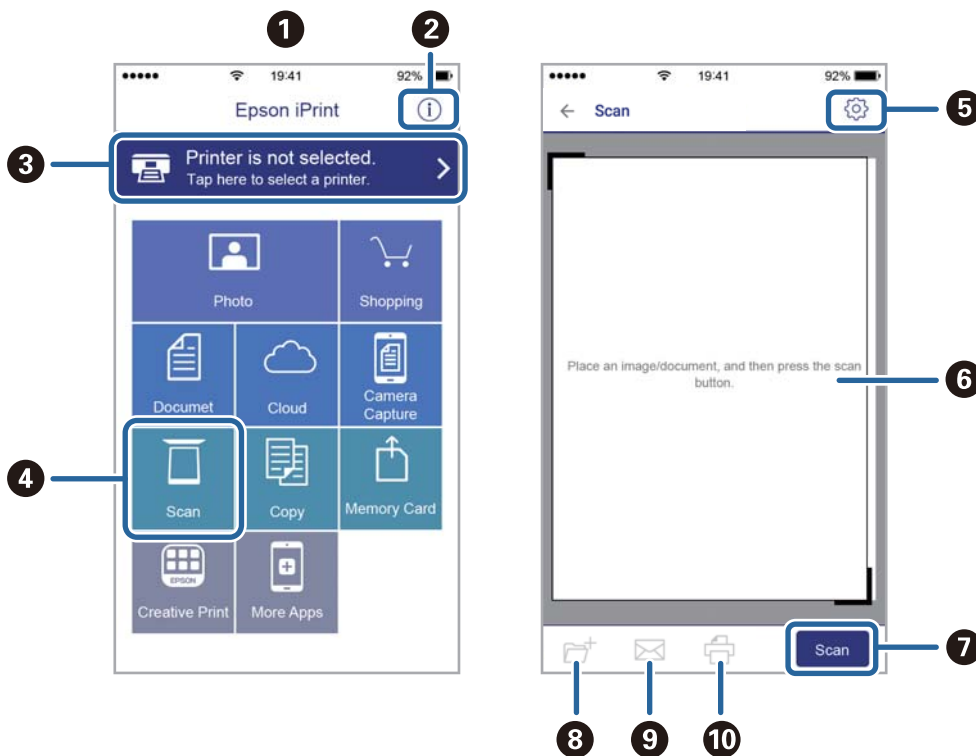 1
2
19:41
92%
Epson iPrint
i
3
Printer is not selected.
Tap here to select a printer.
Photo
Shopping
Documet
Cloud
Camera
Capture
4
Scan
Copy
Memory Card
EPSON
Creative Print
More Apps
19:41
92%
Scan
5
Place an image/document, and then press the scan
button.
6
Scan
7
8
9
10